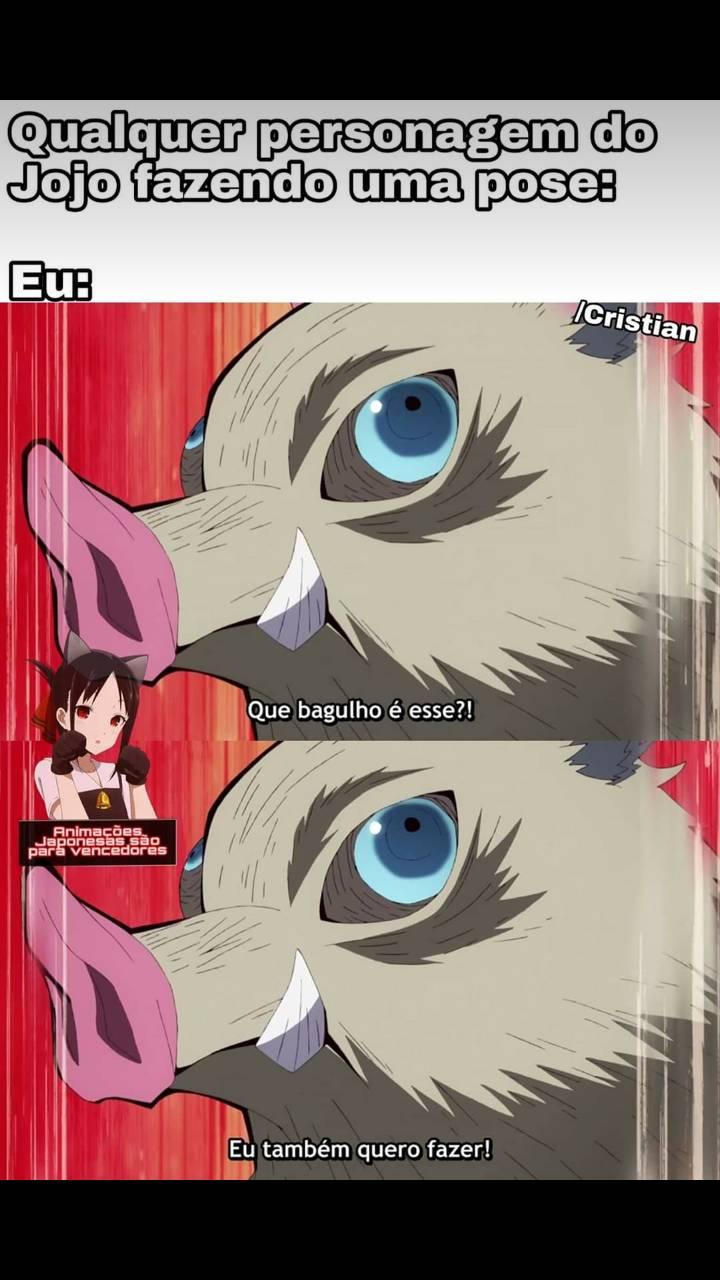 Qualquer personagem do
Jojo fazendo uma pose:
Eu:
/Cristian
Que bagulho é esse?!
Animações
Japonesas são
para vencedores
Eu também quero fazer!